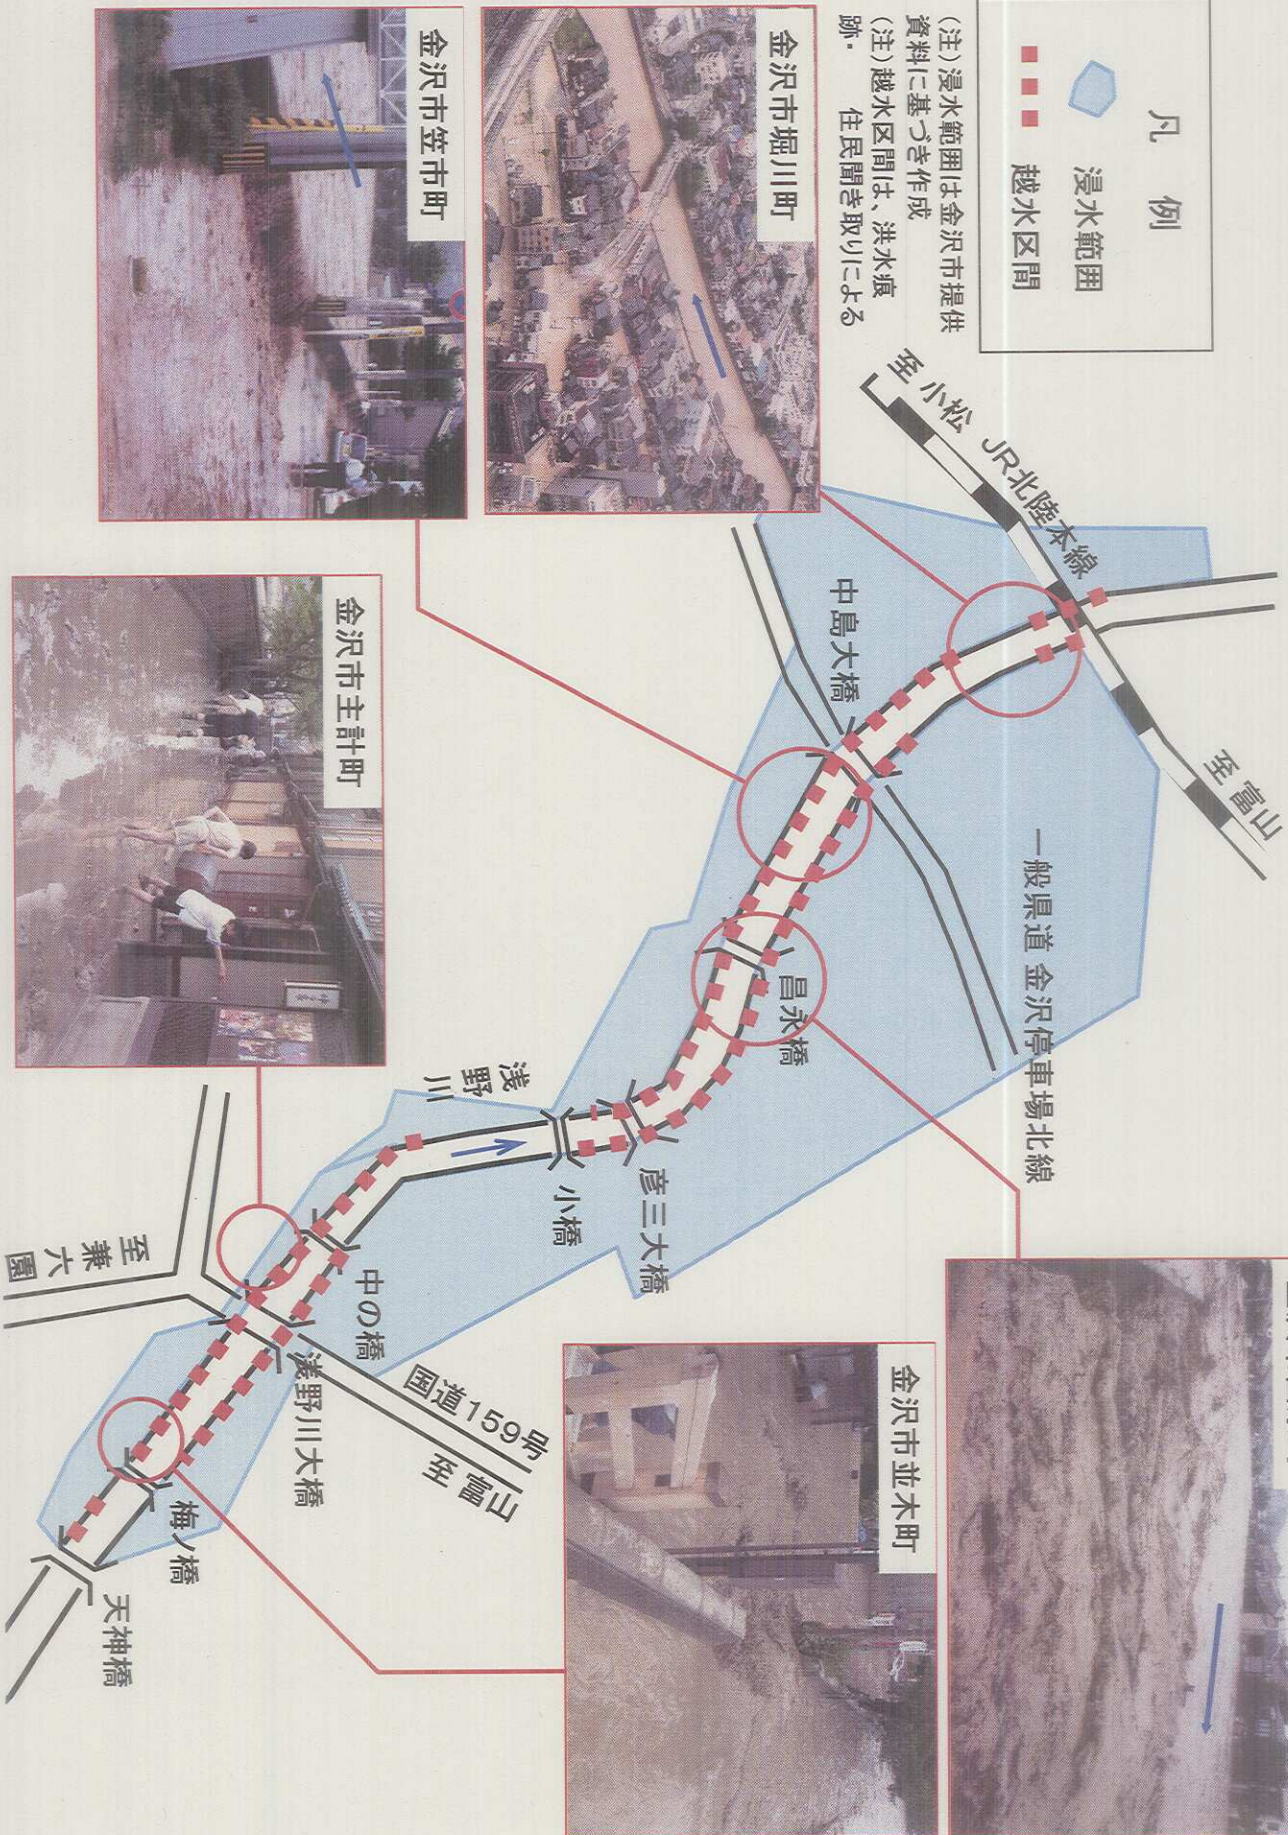 凡 例
浸水範囲
越水区間
(注)浸水範囲は金沢市提供
資料に基づき作成
(注)越水区間は、洪水痕
跡・ 住民聞き取りによる
金沢市堀川町
金沢市笠市町
金沢市主計町
金沢市並木町
至 小松
JR北陸本線
至 富山
一般県道 金沢停車場北線
中島大橋
昌永橋
彦三大橋
小橋
浅野川
中の橋
浅野川大橋
国道159号
至 富山
至 兼六園
梅ノ橋
天神橋